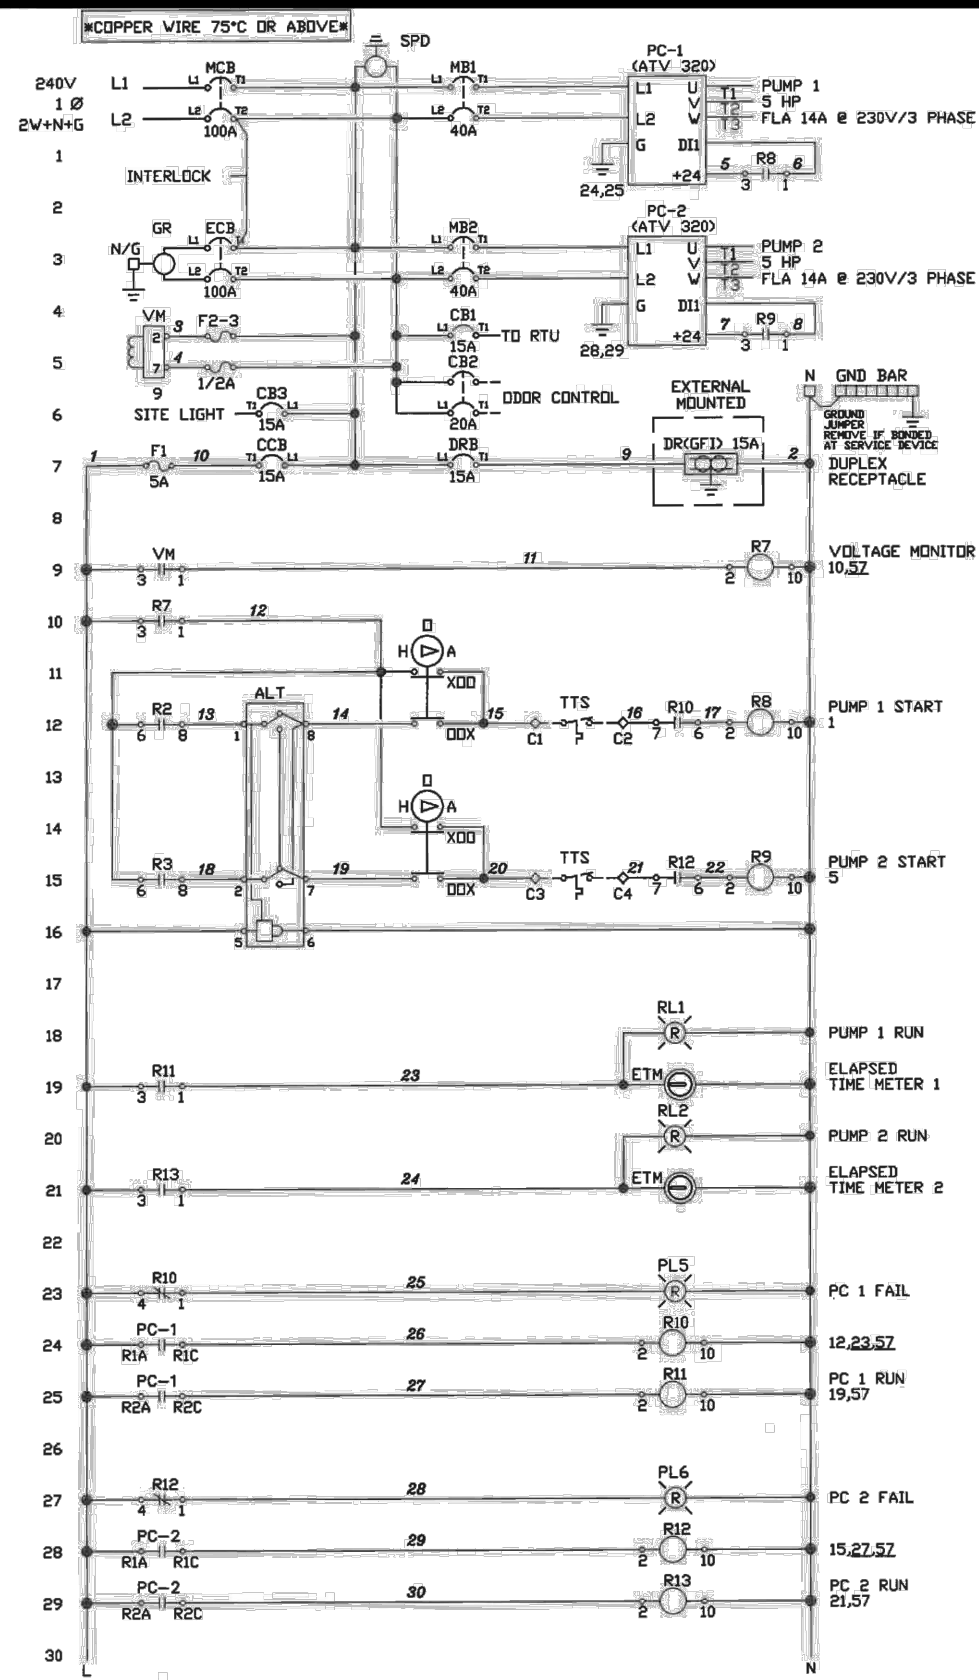 *COPPER WIRE 75°C OR ABOVE*
SPD
240V
1 Ø
2W+N+G
L1
L2
MCB
L1 T1
L2 T2
100A
MB1
L1 T1
L2 T2
40A
PC-1
(ATV 320)
L1 U
V
L2 W
G DI1
+24
T1
T2
T3
PUMP 1
5 HP
FLA 14A @ 230V/3 PHASE
5 R8 6
3 1
24,25
1
INTERLOCK
2
3
N/G
GR
ECB
L1
L2 T2
100A
MB2
L1 T1
L2 T2
40A
PC-2
(ATV 320)
L1 U
V
L2 W
G DI1
+24
T1
T2
T3
PUMP 2
5 HP
FLA 14A @ 230V/3 PHASE
7 R9 8
3 1
28,29
4
VM
2 3 F2-3
7 4 1/2A
9
CB1
L1 T1
15A
TO RTU
5
CB2
L1 T1
20A
ODOR CONTROL
6
SITE LIGHT
CB3
T1 L1
15A
EXTERNAL
MOUNTED
N GND BAR
GROUND
JUMPER
REMOVE IF BONDED
AT SERVICE DEVICE
7
1 F1 10
5A
CCB
T1 L1
15A
DRB
L1 T1
15A
9 DR(GFI) 15A 2
DUPLEX
RECEPTACLE
8
9
VM
3 1
11
R7
2 10
VOLTAGE MONITOR
10,57
10
R7 12
3 1
O
H A
XOO
11
ALT
12
R2 13
6 8 1 8
14
OOX
15
C1
TTS
C2
16
7 R10 6
17
R8
2 10
PUMP 1 START
1
13
O
H A
XOO
14
15
R3 18
6 8 2 7
19
OOX
20
C3
TTS
C4
21
7 R12 6
22
R9
2 10
PUMP 2 START
5
16
5 6
17
18
RL1
R
PUMP 1 RUN
19
R11
3 1
23
ETM
ELAPSED
TIME METER 1
20
RL2
R
PUMP 2 RUN
21
R13
3 1
24
ETM
ELAPSED
TIME METER 2
22
23
R10
4 1
25
PL5
R
PC 1 FAIL
24
PC-1
R1A R1C
26
R10
2 10
12,23,57
25
PC-1
R2A R2C
27
R11
2 10
PC 1 RUN
19,57
26
27
R12
4 1
28
PL6
R
PC 2 FAIL
28
PC-2
R1A R1C
29
R12
2 10
15,27,57
29
PC-2
R2A R2C
30
R13
2 10
PC 2 RUN
21,57
30
L
N